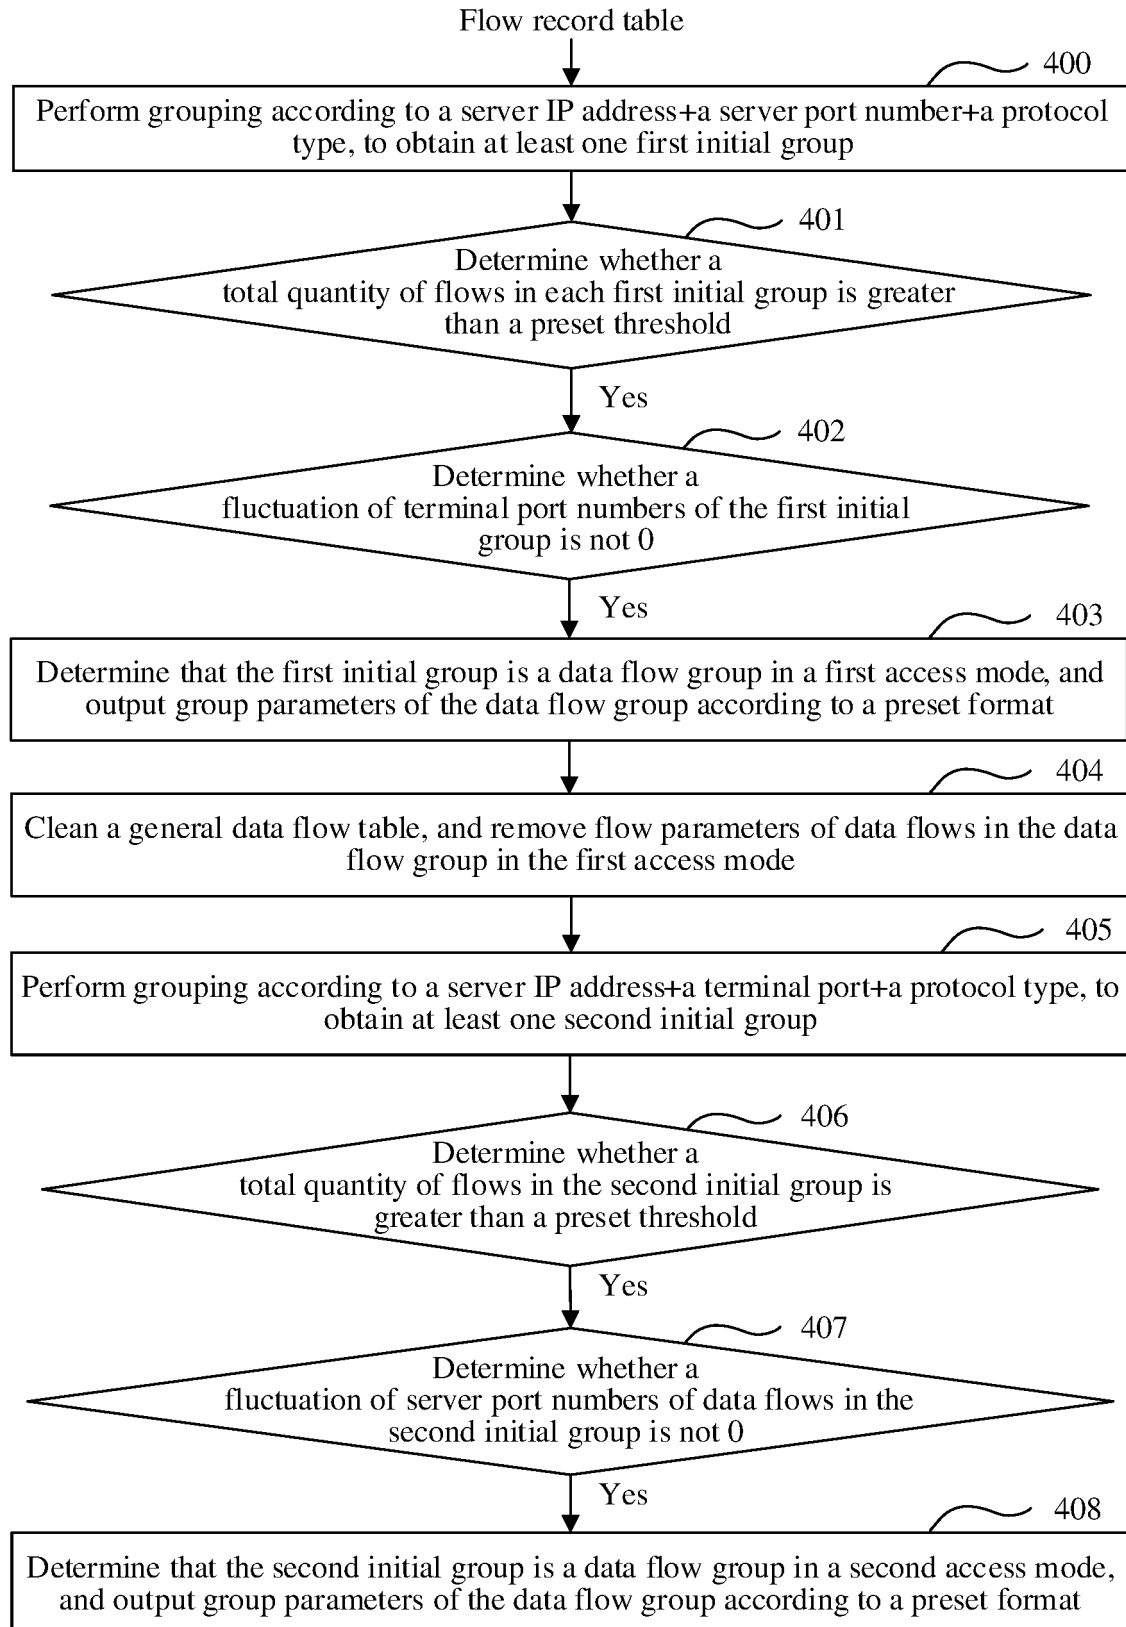 Flow record table
400
Perform grouping according to a server IP address+a server port number+a protocol
type, to obtain at least one first initial group
401
Determine whether a
total quantity of flows in each first initial group is greater
than a preset threshold
Yes
402
Determine whether a
fluctuation of terminal port numbers of the first initial
group is not 0
Yes
403
Determine that the first initial group is a data flow group in a first access mode, and
output group parameters of the data flow group according to a preset format
404
Clean a general data flow table, and remove flow parameters of data flows in the data
flow group in the first access mode
405
Perform grouping according to a server IP address+a terminal port+a protocol type, to
obtain at least one second initial group
406
Determine whether a
total quantity of flows in the second initial group is
greater than a preset threshold
Yes
407
Determine whether a
fluctuation of server port numbers of data flows in the
second initial group is not 0
Yes
408
Determine that the second initial group is a data flow group in a second access mode,
and output group parameters of the data flow group according to a preset format